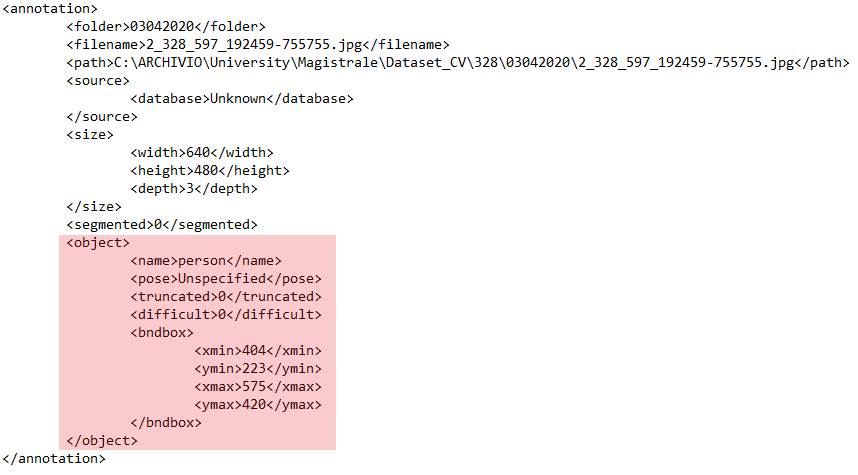 <annotation>
	<folder>03042020</folder>
	<filename>2_328_597_192459-755755.jpg</filename>
	<path>C:\ARCHIVIO\University\Magistrale\Dataset_CV\328\03042020\2_328_597_192459-755755.jpg</path>
	<source>
		<database>Unknown</database>
	</source>
	<size>
		<width>640</width>
		<height>480</height>
		<depth>3</depth>
	</size>
	<segmented>0</segmented>
	<object>
		<name>person</name>
		<pose>Unspecified</pose>
		<truncated>0</truncated>
		<difficult>0</difficult>
		<bndbox>
			<xmin>404</xmin>
			<ymin>223</ymin>
			<xmax>575</xmax>
			<ymax>420</ymax>
		</bndbox>
	</object>
</annotation>